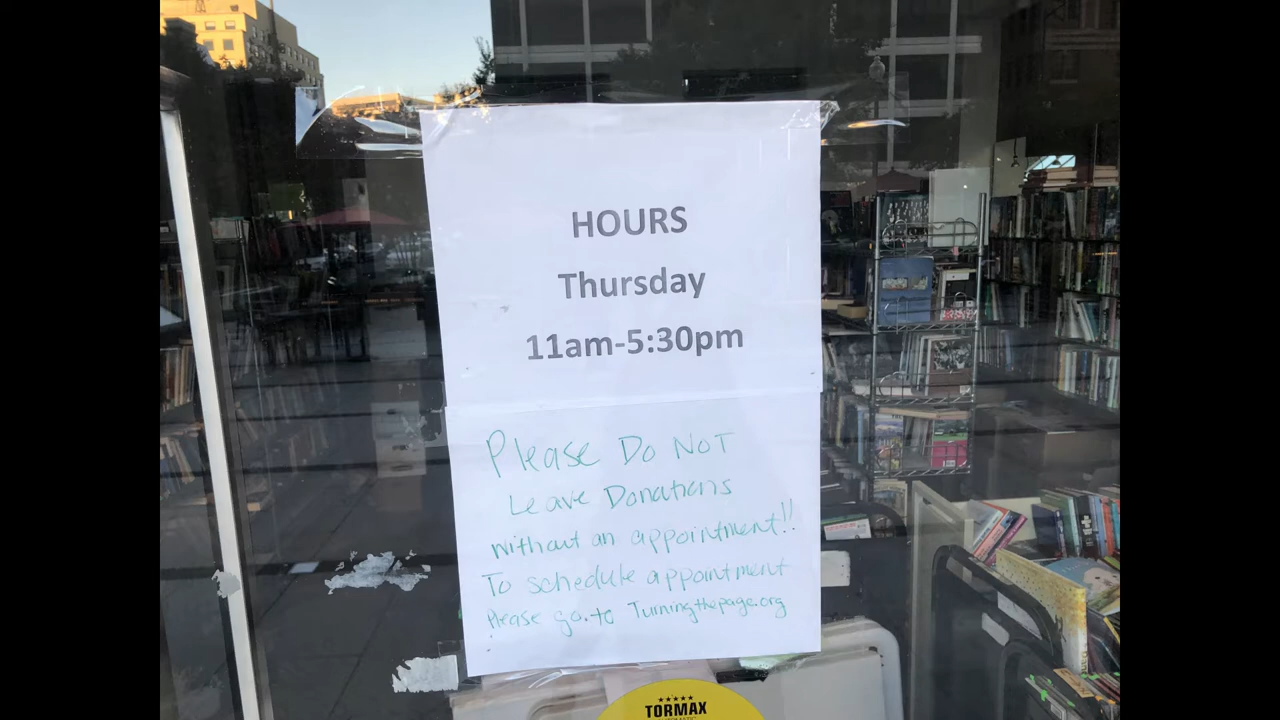 HOURS
Thursday
11am-5:30pm
Please Do NOT
Leave Donations
without an appointment!!
To schedule appointment
Please go to Turningthepage.org
TORMAX